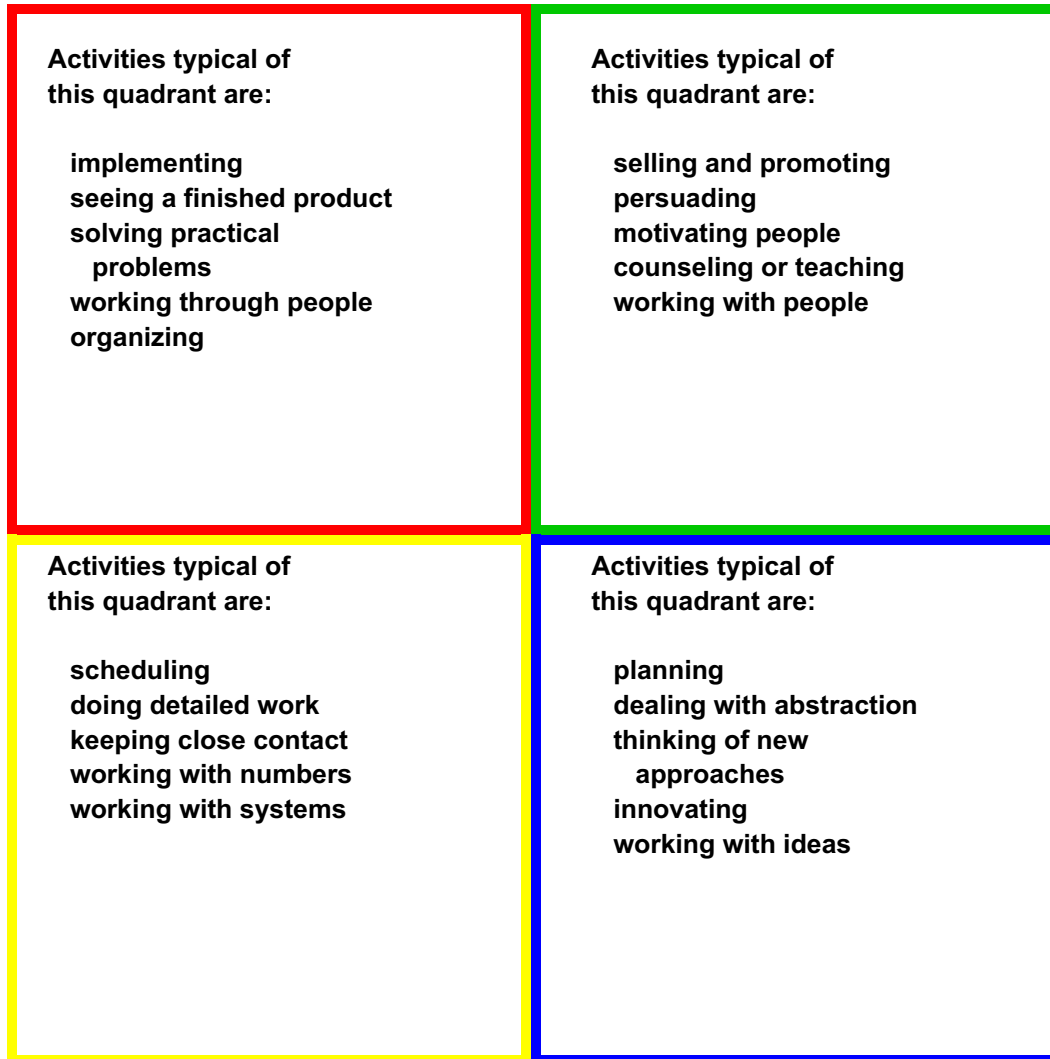 Activities typical of
this quadrant are:
implementing
seeing a finished product
solving practical
problems
working through people
organizing
Activities typical of
this quadrant are:
selling and promoting
persuading
motivating people
counseling or teaching
working with people
Activities typical of
this quadrant are:
scheduling
doing detailed work
keeping close contact
working with numbers
working with systems
Activities typical of
this quadrant are:
planning
dealing with abstraction
thinking of new
approaches
innovating
working with ideas